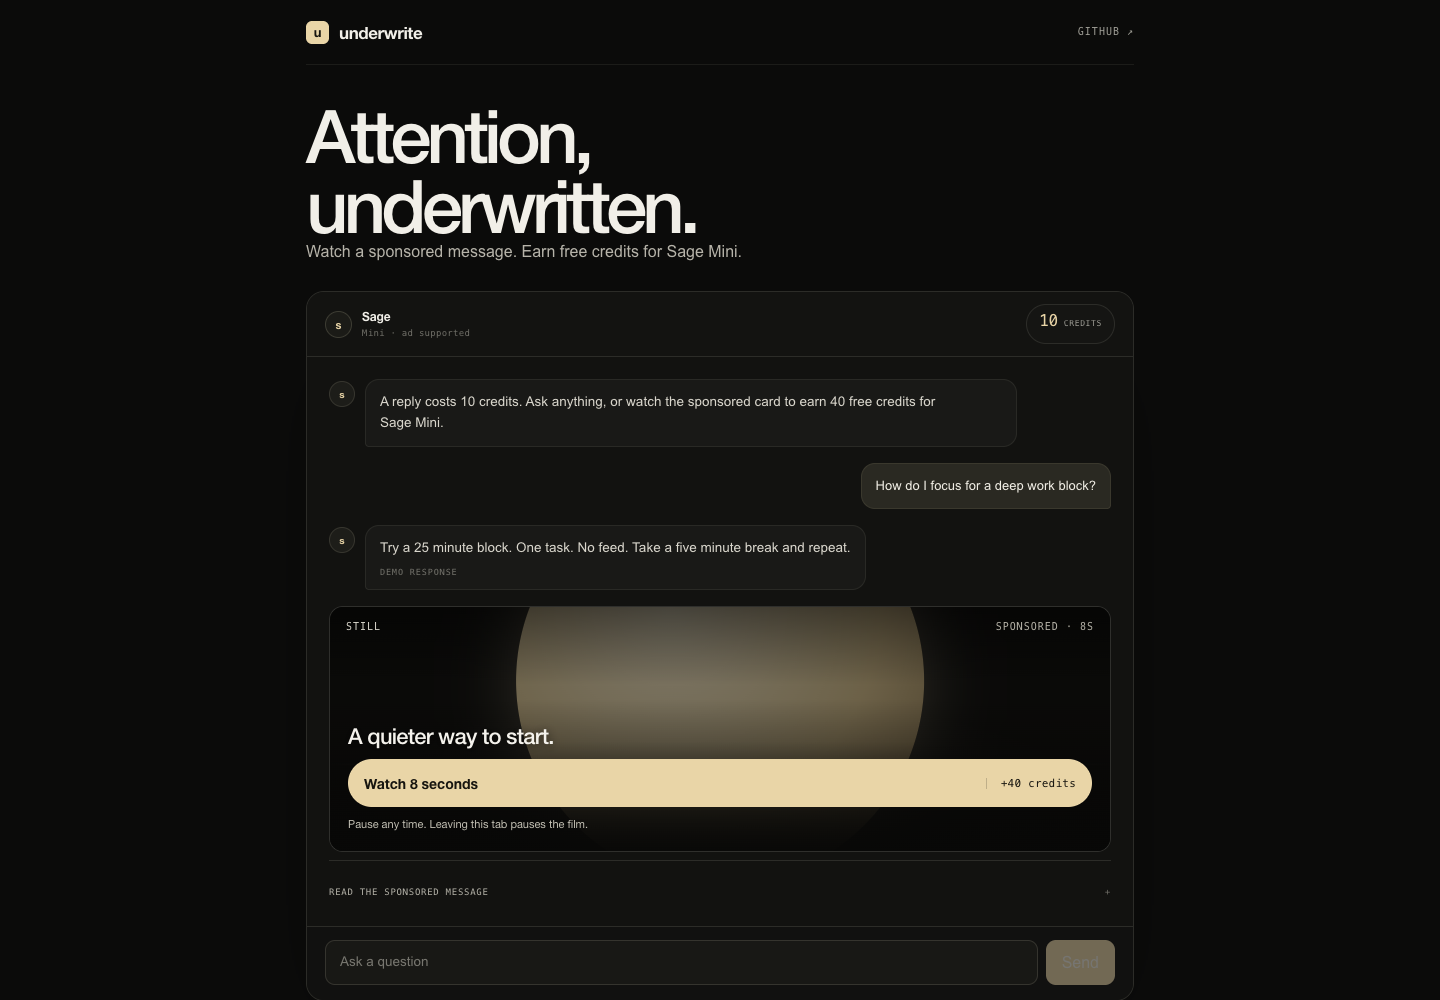 u underwrite
GITHUB ↗
Attention,
underwritten.
Watch a sponsored message. Earn free credits for Sage Mini.
s Sage
Mini · ad supported
10 CREDITS
s
A reply costs 10 credits. Ask anything, or watch the sponsored card to earn 40 free credits for
Sage Mini.
How do I focus for a deep work block?
s
Try a 25 minute block. One task. No feed. Take a five minute break and repeat.
DEMO RESPONSE
STILL
SPONSORED · 8S
A quieter way to start.
Watch 8 seconds
+40 credits
Pause any time. Leaving this tab pauses the film.
READ THE SPONSORED MESSAGE +
Ask a question
Send